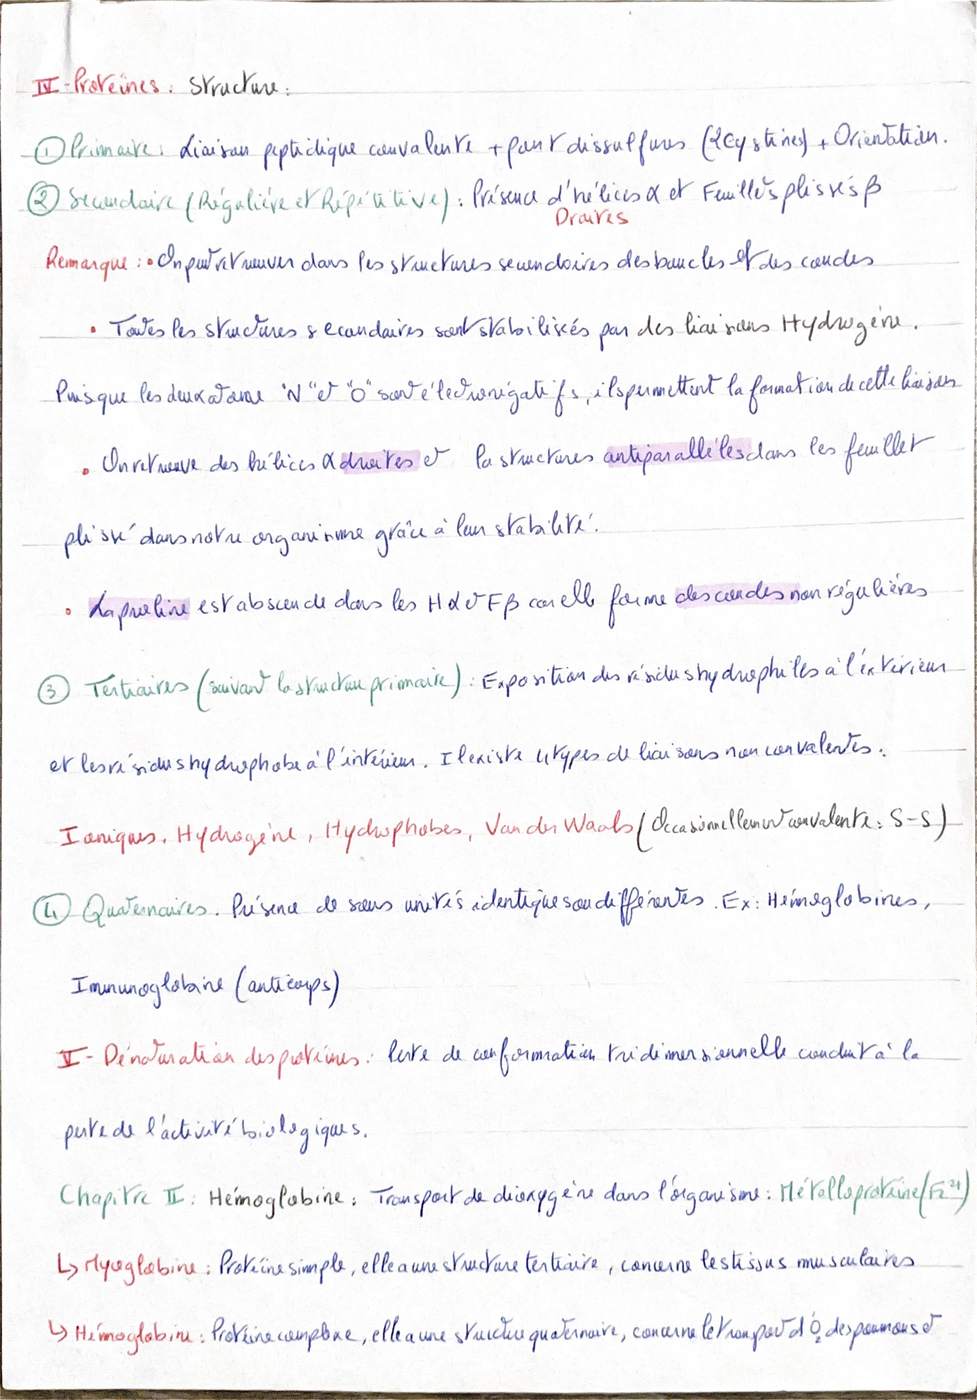 IV-Protéines: Structure:
① Primaire: Liaison peptidique convalente + pont dissulfures (2Cystines) + Orientation.
② Secondaire (Régulière et Répétitive): Présence d'hélices α et Feuillets plissés β
Droites
Remarque: • On peut retrouver dans les structures secondoires des boucles et des coudes
• Toutes les structures secondaires sont stabilisés par des liaisons Hydrogène.
Puisque les deux atome "N" et "O" sont électronégatifs, ils permettent la formation de cette liaison
• On retrouve des hélices α droites et la structures antiparallèles dans les feuillet
plissé dans notre organisme grâce à leur stabilité.
• La proline est abscende dans les Hα et Fβ car elle forme des coudes non régulières
③ Tertiaires (suivant la structure primaire): Exposition des résidus hydrophiles à l'extérieur
et les résidus hydrophobe à l'intérieur. Il existe 4 types de liaisons non convalentes:
Ioniques, Hydrogène, Hydrophobes, Van der Waals (Occasionnellement convalente: S-S)
④ Quaternaires. Présence de sous unités identiques ou différentes. Ex: Hémoglobines,
Immunoglobine (anticorps)
V- Dénaturation des protéines: Perte de conformation tridimensionnelle conduit à la
perte de l'activité biologiques.
Chapitre II: Hémoglobine: Transport de dioxygène dans l'organisme: Métalloprotéine (Fe²⁺)
↳ Myoglobine: Protéine simple, elle a une structure tertiaire, concerne les tissus musculaires
↳ Hémoglobine: Protéine complexe, elle a une structure quaternaire, concerne le transport d'O₂ des poumons et